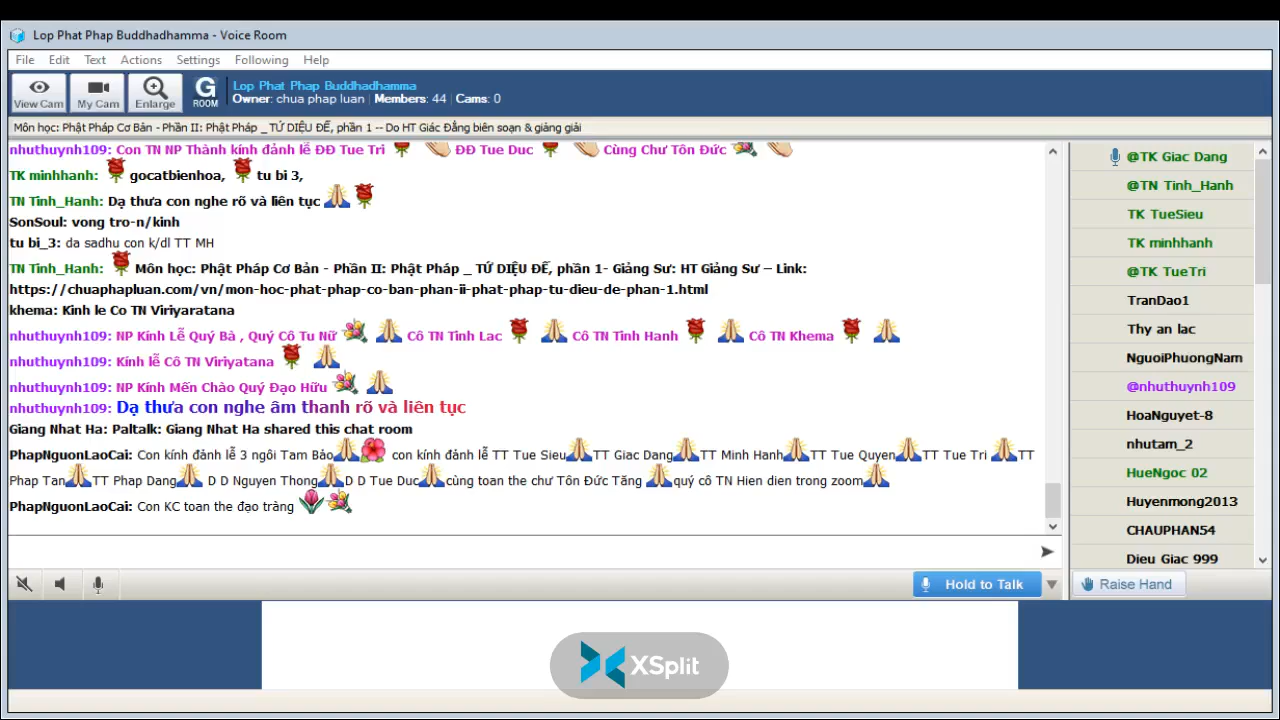 Lop Phat Phap Buddhadhamma - Voice Room
File Edit Text Actions Settings Following Help
View Cam My Cam Enlarge G ROOM
Lop Phat Phap Buddhadhamma
Owner: chua phap luan | Members: 44 | Cams: 0
Môn học: Phật Pháp Cơ Bản - Phần II: Phật Pháp _ TỨ DIỆU ĐẾ, phần 1 -- Do HT Giác Đẳng biên soạn & giảng giải
nhuthuynh109: Con TN NP Thành kính đảnh lễ ĐĐ Tue Tri ĐĐ Tue Duc Cùng Chư Tôn Đức
TK minhhanh: gocatbienhoa, tu bi 3,
TN Tinh_Hanh: Dạ thưa con nghe rõ và liên tục
SonSoul: vong tro-n/kinh
tu bi_3: da sadhu con k/dl TT MH
TN Tinh_Hanh: Môn học: Phật Pháp Cơ Bản - Phần II: Phật Pháp _ TỨ DIỆU ĐẾ, phần 1- Giảng Sư: HT Giảng Sư – Link:
https://chuaphapluan.com/vn/mon-hoc-phat-phap-co-ban-phan-ii-phat-phap-tu-dieu-de-phan-1.html
khema: Kinh le Co TN Viriyaratana
nhuthuynh109: NP Kính Lễ Quý Bà , Quý Cô Tu Nữ Cô TN Tinh Lac Cô TN Tinh Hanh Cô TN Khema
nhuthuynh109: Kính lễ Cô TN Viriyatana
nhuthuynh109: NP Kính Mến Chào Quý Đạo Hữu
nhuthuynh109: Dạ thưa con nghe âm thanh rõ và liên tục
Giang Nhat Ha: Paltalk: Giang Nhat Ha shared this chat room
PhapNguonLaoCai: Con kính đảnh lễ 3 ngôi Tam Bảo con kính đảnh lễ TT Tue Sieu TT Giac Dang TT Minh Hanh TT Tue Quyen TT Tue Tri TT
Phap Tan TT Phap Dang D D Nguyen Thong D D Tue Duc cùng toan the chư Tôn Đức Tăng quý cô TN Hien dien trong zoom
PhapNguonLaoCai: Con KC toan the đạo tràng
Hold to Talk
@TK Giac Dang
@TN Tinh_Hanh
TK TueSieu
TK minhhanh
@TK TueTri
TranDao1
Thy an lac
NguoiPhuongNam
@nhuthuynh109
HoaNguyet-8
nhutam_2
HueNgoc 02
Huyenmong2013
CHAUPHAN54
Dieu Giac 999
Raise Hand
XSplit